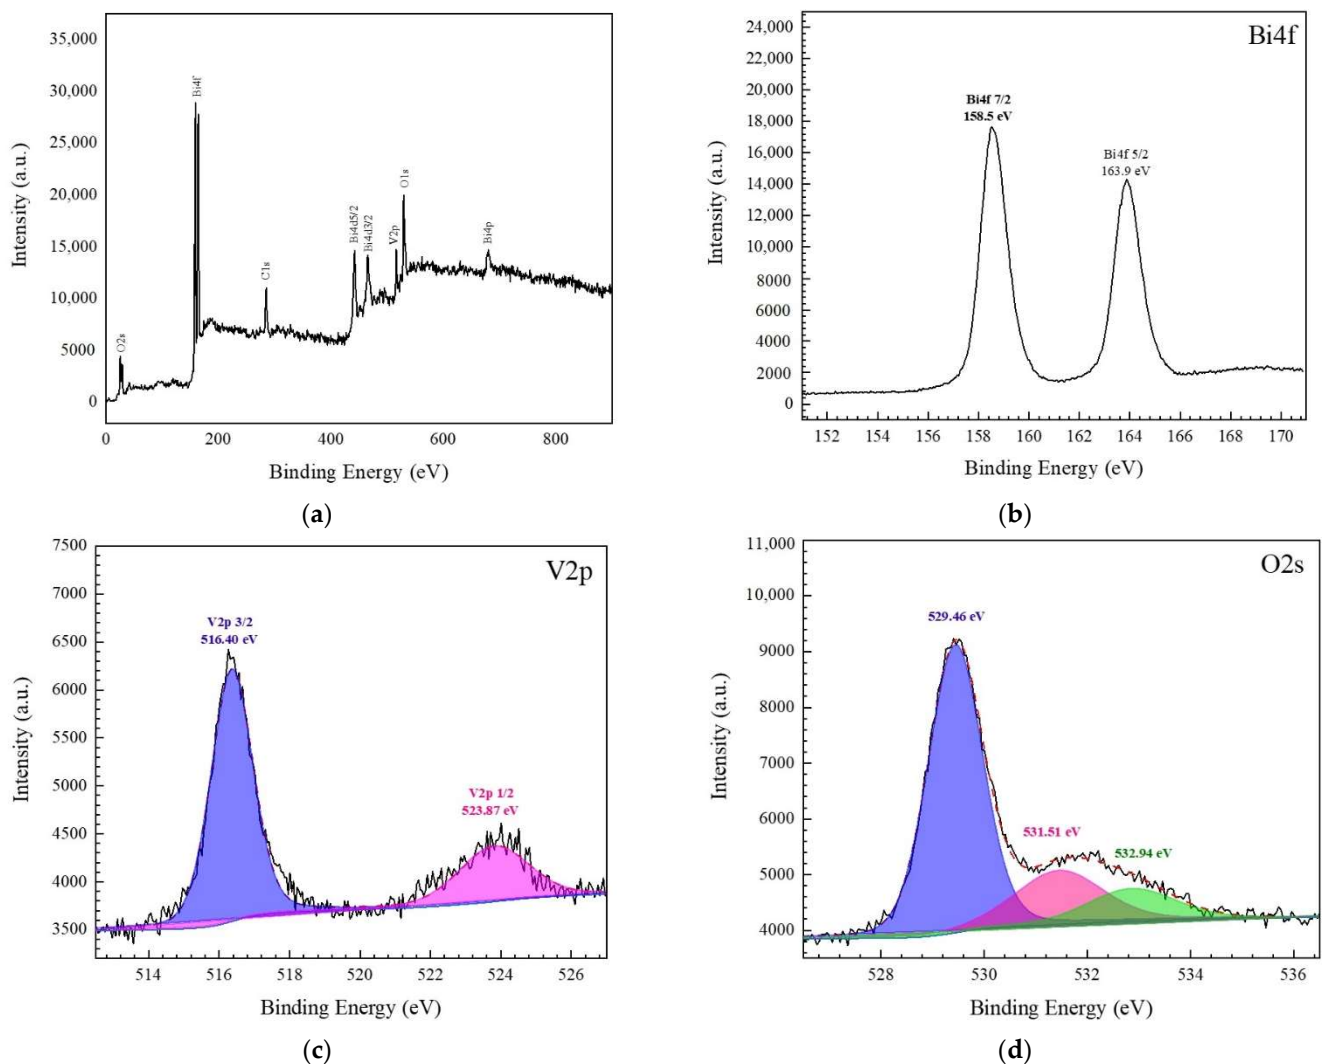 35,000
30,000
25,000
20,000
15,000
10,000
5000
0
Intensity (a.u.)
O2s
Bi4f
C1s
Bi4d5/2
Bi4d3/2
V2p
O1s
Bi4p
0 200 400 600 800
Binding Energy (eV)
(a)
Bi4f
24,000
22,000
20,000
18,000
16,000
14,000
12,000
10,000
8000
6000
4000
2000
0
Intensity (a.u.)
Bi4f 7/2
158.5 eV
Bi4f 5/2
163.9 eV
152 154 156 158 160 162 164 166 168 170
Binding Energy (eV)
(b)
V2p
7500
7000
6500
6000
5500
5000
4500
4000
3500
Intensity (a.u.)
V2p 3/2
516.40 eV
V2p 1/2
523.87 eV
514 516 518 520 522 524 526
Binding Energy (eV)
(c)
O2s
11,000
10,000
9000
8000
7000
6000
5000
4000
Intensity (a.u.)
529.46 eV
531.51 eV
532.94 eV
528 530 532 534 536
Binding Energy (eV)
(d)